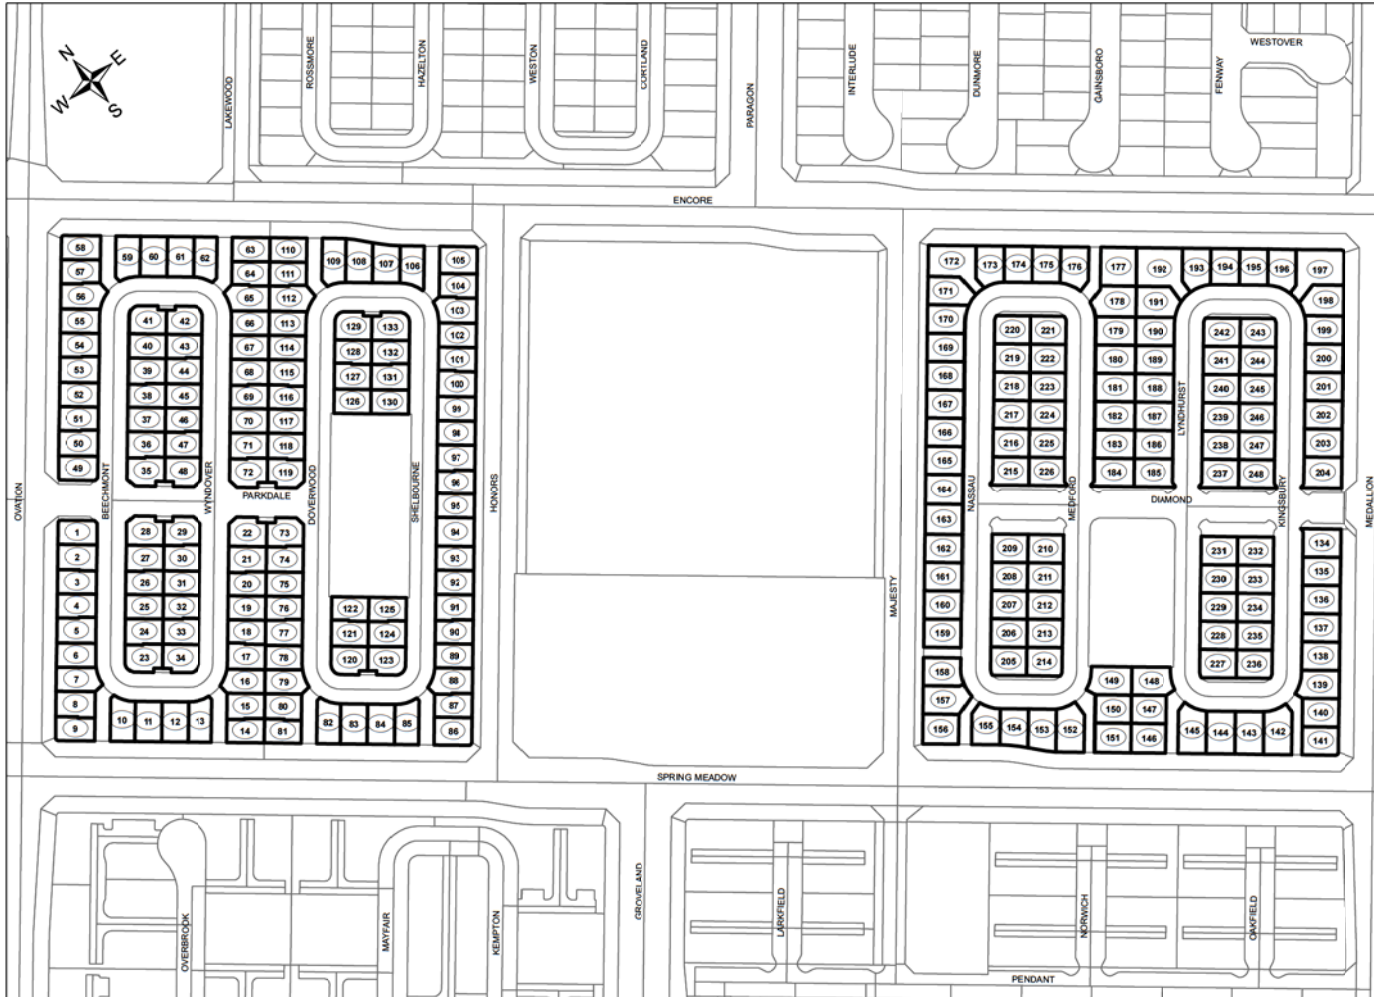 N
E
W
S
LAKEWOOD
ROSSMORE
HAZELTON
WESTON
CORTLAND
PARAGON
INTERLUDE
DUNMORE
GAINSBORO
FENWAY
WESTOVER
ENCORE
58 59 60 61 62 63 110 109 108 107 106 105
57 64 111 104
56 65 112 103
55 41 42 66 113 129 133 102
54 40 43 67 114 128 132 101
53 39 44 68 115 127 131 100
52 38 45 69 116 126 130 99
51 37 46 70 117 98
50 36 47 71 118 97
49 35 48 72 119 96
95
OVATION
BEECHMONT
WYNDOVER
PARKDALE
DOVERWOOD
SHELBOURNE
HONORS
1 28 29 22 73 94
2 27 30 21 74 93
3 26 31 20 75 92
4 25 32 19 76 122 125 91
5 24 33 18 77 121 124 90
6 23 34 17 78 120 123 89
7 16 79 88
8 10 11 12 13 15 80 82 83 84 85 87
9 14 81 86
172 173 174 175 176 177 192 193 194 195 196 197
171 178 191 198
170 220 221 179 190 242 243 199
169 219 222 180 189 241 244 200
168 218 223 181 188 240 245 201
167 217 224 182 187 239 246 202
166 216 225 183 186 238 247 203
165 215 226 184 185 237 248 204
164
163
LYNDHURST
NASSAU
MEDFORD
DIAMOND
KINGSBURY
MEDALLON
MAJESTY
162 209 210 231 232 134
161 208 211 230 233 135
160 207 212 229 234 136
159 206 213 228 235 137
158 205 214 149 148 227 236 138
157 150 147 139
156 155 154 153 152 151 146 145 144 143 142 140
141
SPRING MEADOW
OVERBROOK
MAYFAIR
KEMPTON
GROVELAND
LARKFIELD
NORWICH
OAKFIELD
PENDANT